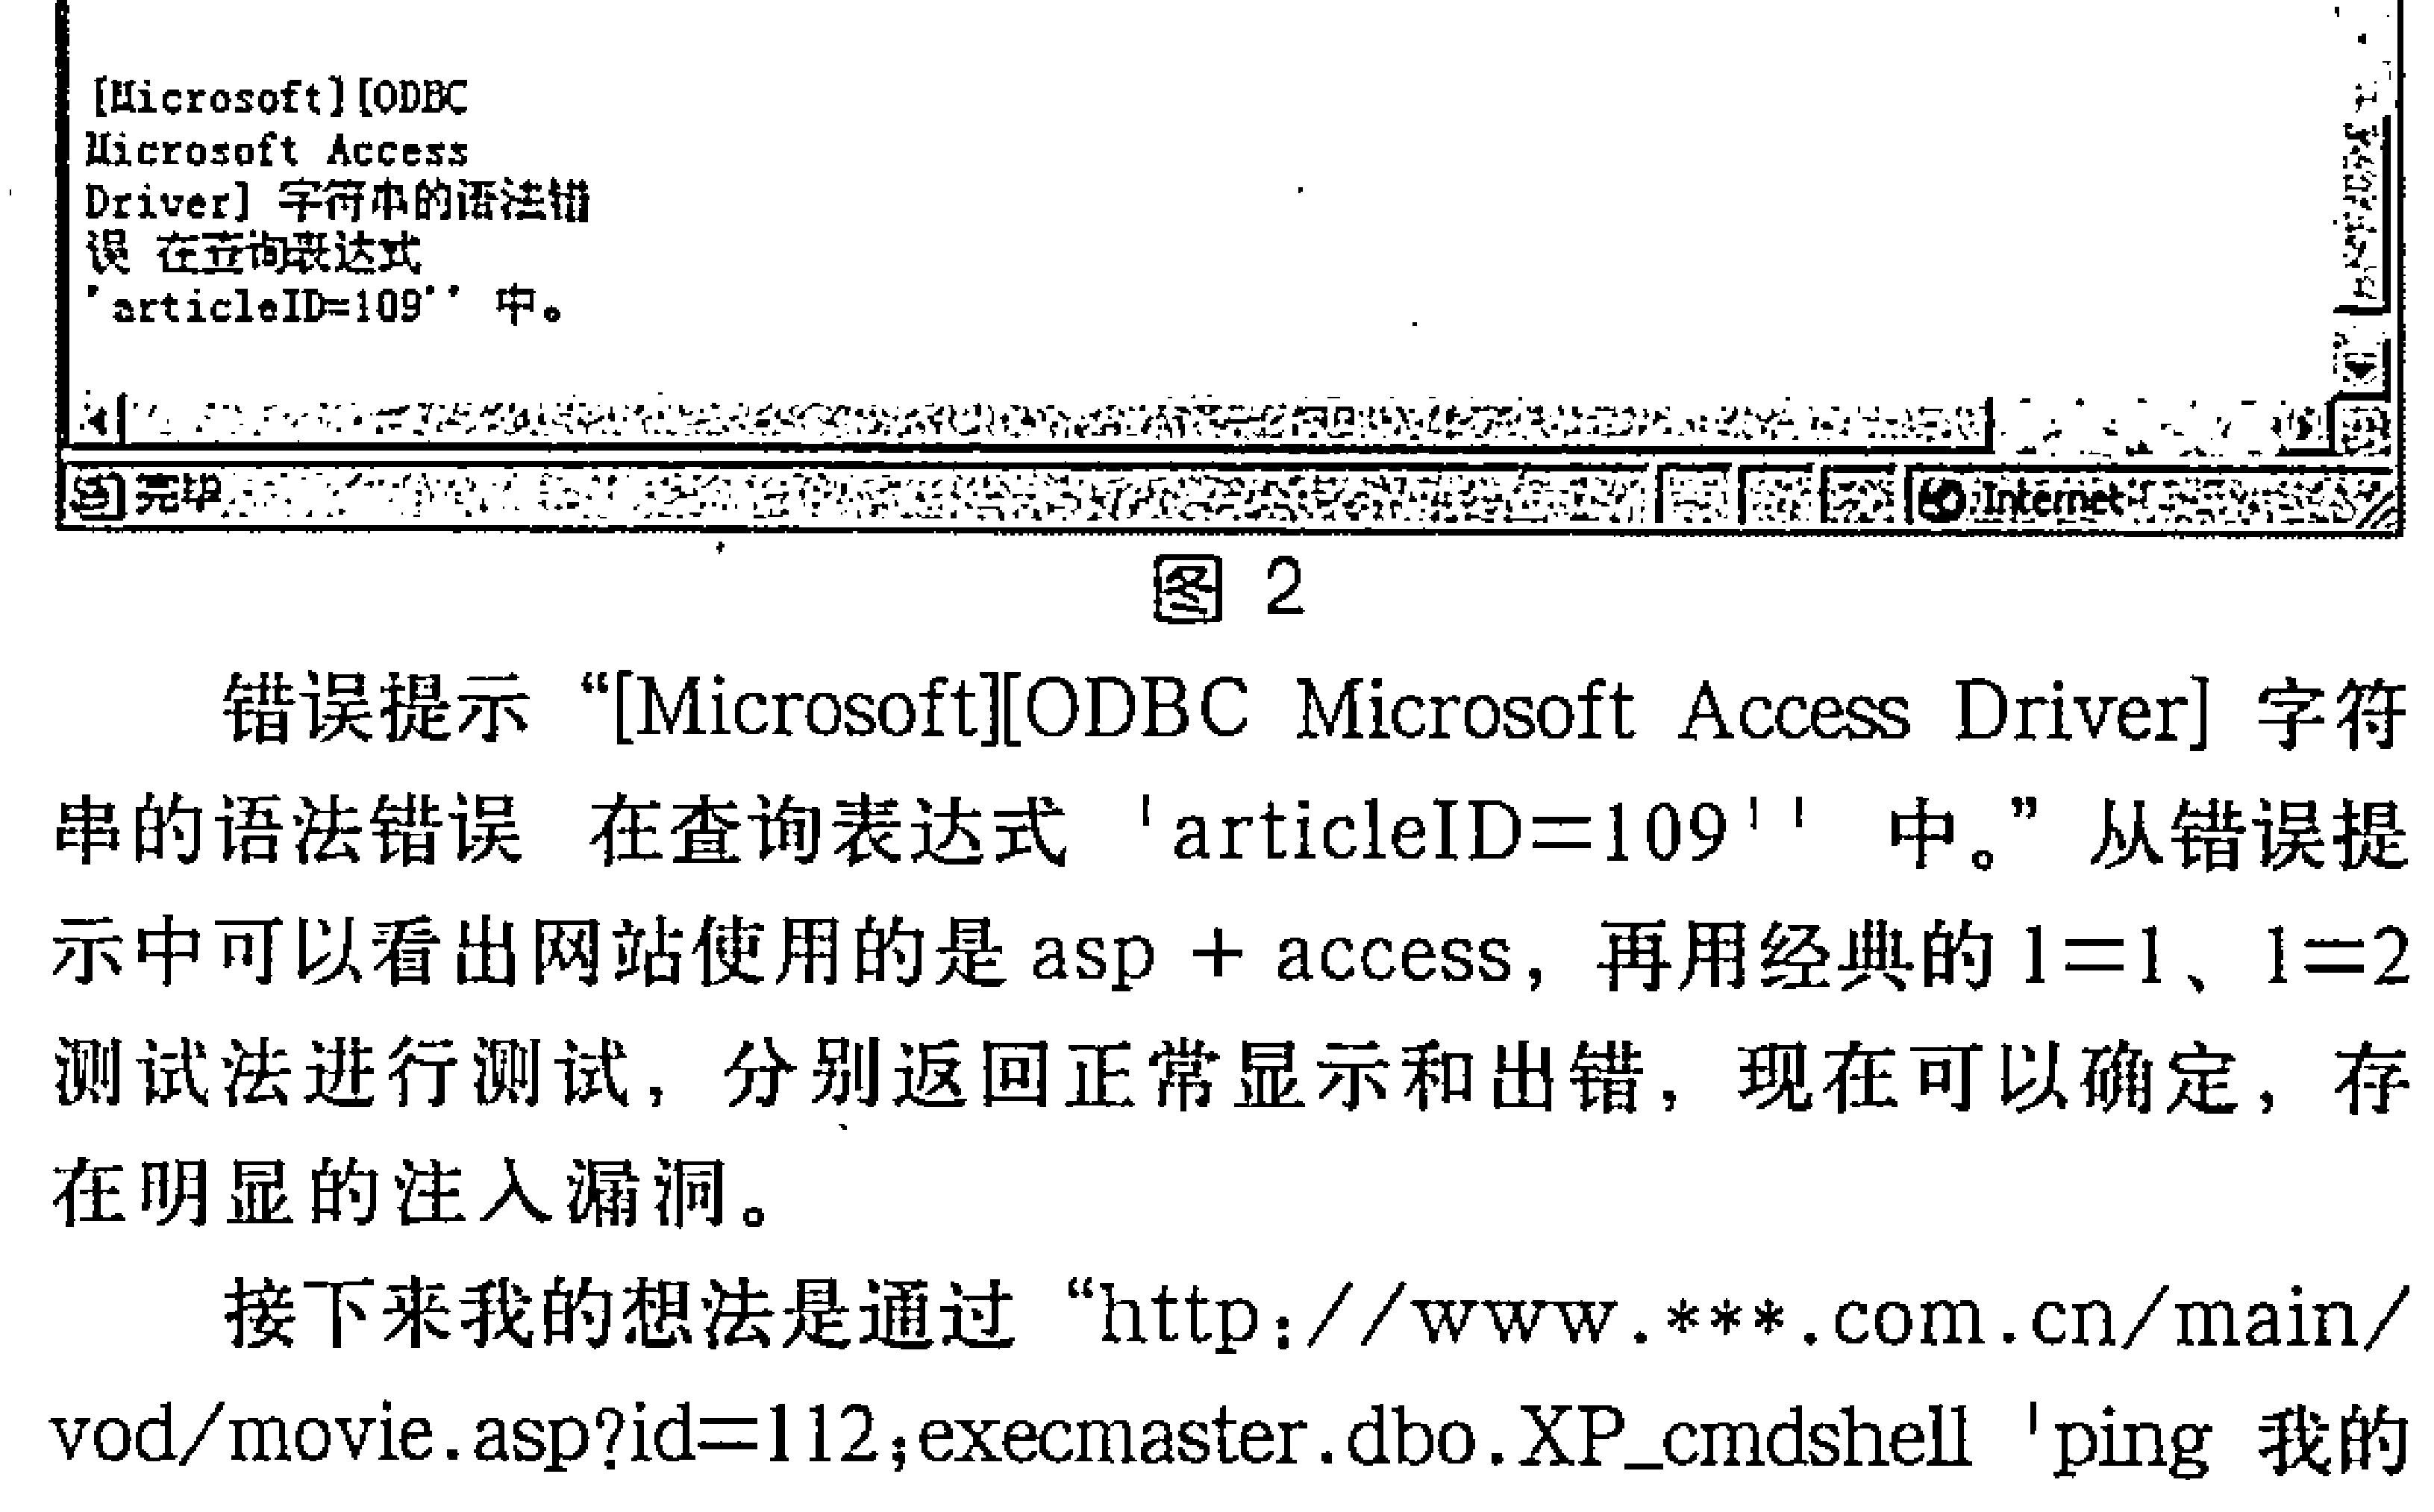 [Microsoft][ODBC
Microsoft Access
Driver] 字符串的语法错
误 在查询表达式
'articleID=109'' 中。
完毕 Internet
图 2
错误提示 “[Microsoft][ODBC Microsoft Access Driver] 字符
串的语法错误 在查询表达式 'articleID=109'' 中。” 从错误提
示中可以看出网站使用的是 asp + access, 再用经典的 1=1、1=2
测试法进行测试, 分别返回正常显示和出错, 现在可以确定, 存
在明显的注入漏洞。
接下来我的想法是通过 “http://www.***.com.cn/main/
vod/movie.asp?id=112;execmaster.dbo.XP_cmdshell 'ping 我的